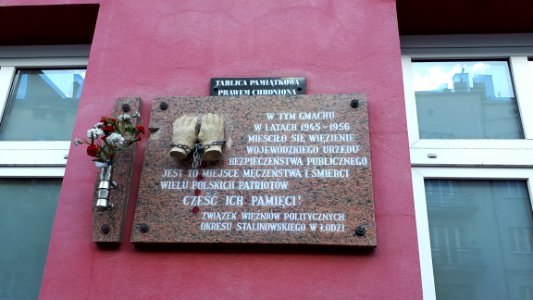 TABLICA PAMIĄTKOWA
PRAWEM CHRONIONA
W TYM GMACHU
W LATACH 1945-1956
MIEŚCIŁO SIĘ WIĘZIENIE
WOJEWÓDZKIEGO URZĘDU
BEZPIECZEŃSTWA PUBLICZNEGO
JEST TO MIEJSCE MĘCZEŃSTWA I ŚMIERCI
WIELU POLSKICH PATRIOTÓW
CZEŚĆ ICH PAMIĘCI!
ZWIĄZEK WIĘŹNIÓW POLITYCZNYCH
OKRESU STALINOWSKIEGO W ŁODZI